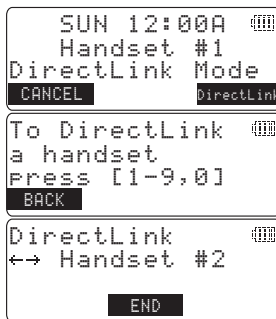 SUN 12:00A
Handset #1
DirectLink Mode
CANCEL DirectLink
To DirectLink
a handset
press [1-9,0]
BACK
DirectLink
←→ Handset #2
END